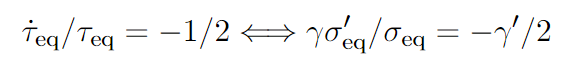 τ̇_eq/τ_eq = −1/2 ⟺ γσ′_eq/σ_eq = −γ′/2